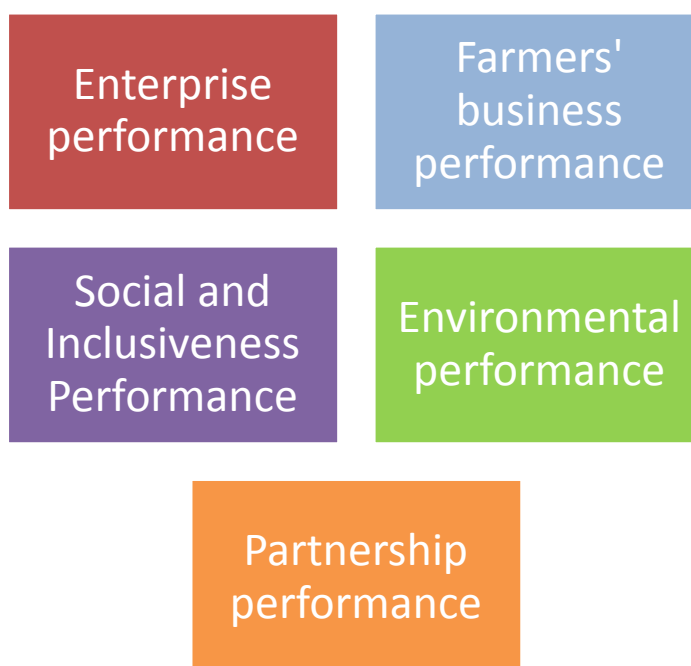 Enterprise
performance
Farmers'
business
performance
Social and
Inclusiveness
Performance
Environmental
performance
Partnership
performance